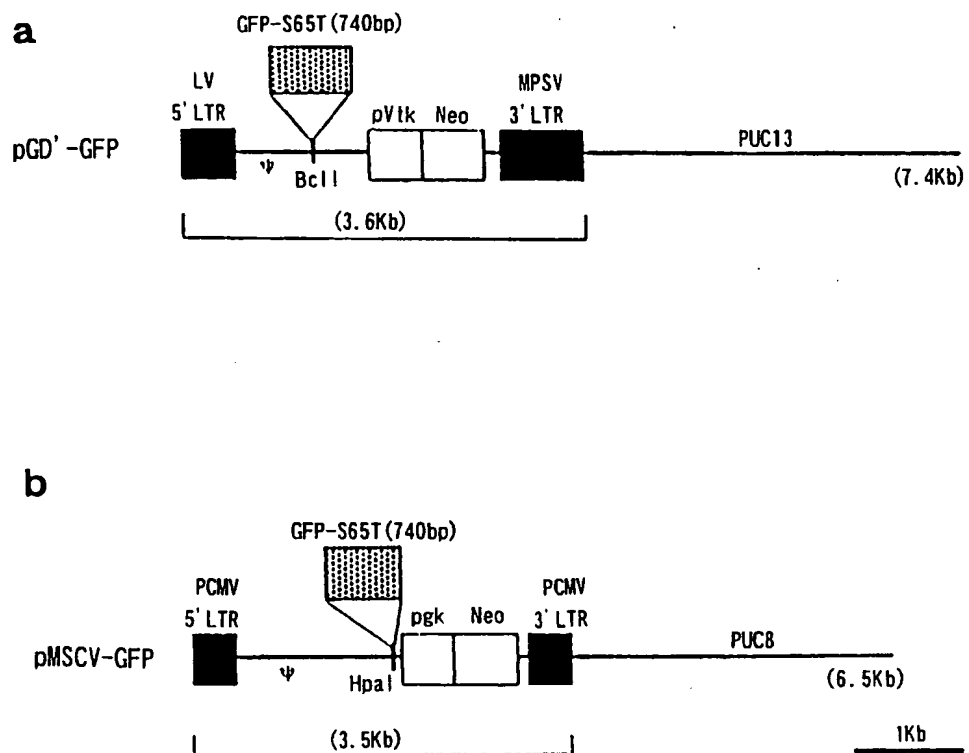 a
GFP-S65T(740bp)
LV
5' LTR
pVtk
Neo
MPSV
3' LTR
pGD'-GFP
ψ
BclI
PUC13
(7.4Kb)
(3.6Kb)
b
GFP-S65T(740bp)
PCMV
5' LTR
pgk
Neo
PCMV
3' LTR
pMSCV-GFP
ψ
HpaI
PUC8
(6.5Kb)
(3.5Kb)
1Kb